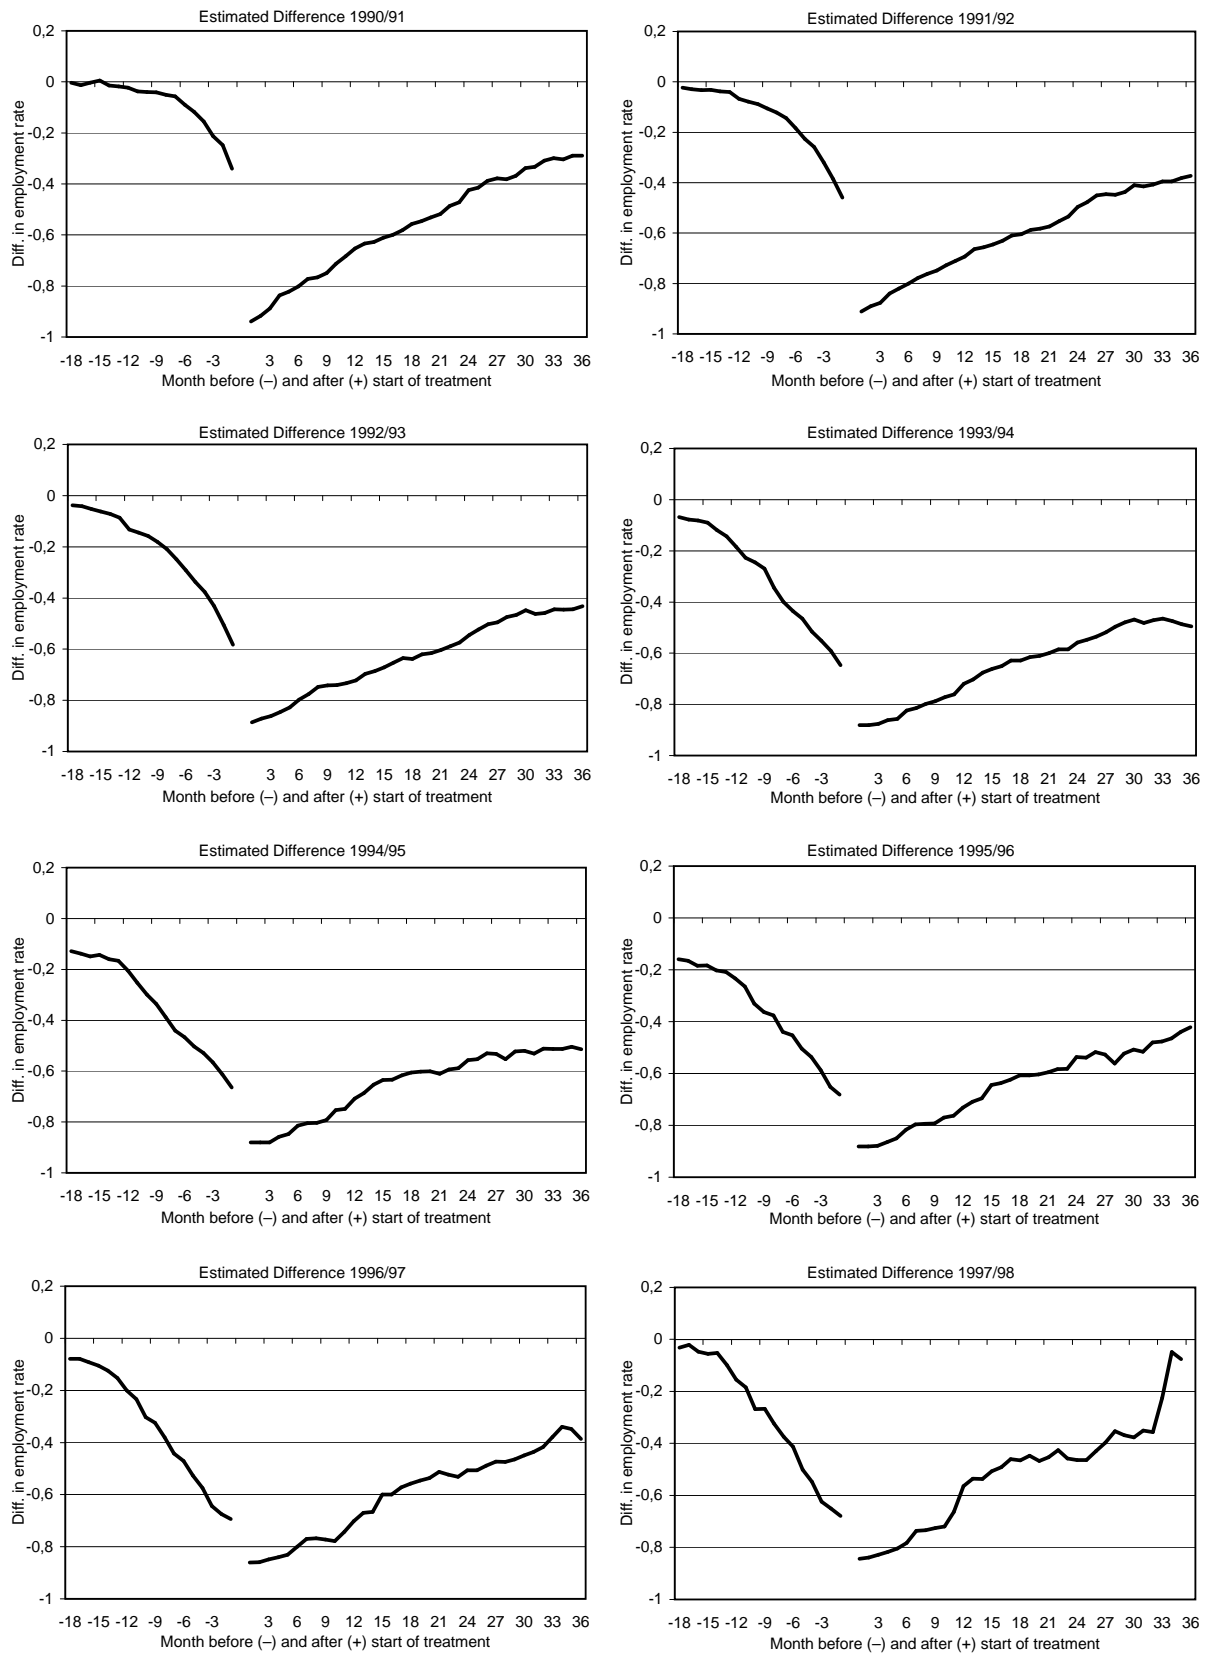 Estimated Difference 1990/91
0,2
0
-0,2
-0,4
-0,6
-0,8
-1
Diff. in employment rate
-18 -15 -12 -9 -6 -3 3 6 9 12 15 18 21 24 27 30 33 36
Month before (–) and after (+) start of treatment
Estimated Difference 1991/92
0,2
0
-0,2
-0,4
-0,6
-0,8
-1
Diff. in employment rate
-18 -15 -12 -9 -6 -3 3 6 9 12 15 18 21 24 27 30 33 36
Month before (–) and after (+) start of treatment
Estimated Difference 1992/93
0,2
0
-0,2
-0,4
-0,6
-0,8
-1
Diff. in employment rate
-18 -15 -12 -9 -6 -3 3 6 9 12 15 18 21 24 27 30 33 36
Month before (–) and after (+) start of treatment
Estimated Difference 1993/94
0,2
0
-0,2
-0,4
-0,6
-0,8
-1
Diff. in employment rate
-18 -15 -12 -9 -6 -3 3 6 9 12 15 18 21 24 27 30 33 36
Month before (–) and after (+) start of treatment
Estimated Difference 1994/95
0,2
0
-0,2
-0,4
-0,6
-0,8
-1
Diff. in employment rate
-18 -15 -12 -9 -6 -3 3 6 9 12 15 18 21 24 27 30 33 36
Month before (–) and after (+) start of treatment
Estimated Difference 1995/96
0,2
0
-0,2
-0,4
-0,6
-0,8
-1
Diff. in employment rate
-18 -15 -12 -9 -6 -3 3 6 9 12 15 18 21 24 27 30 33 36
Month before (–) and after (+) start of treatment
Estimated Difference 1996/97
0,2
0
-0,2
-0,4
-0,6
-0,8
-1
Diff. in employment rate
-18 -15 -12 -9 -6 -3 3 6 9 12 15 18 21 24 27 30 33 36
Month before (–) and after (+) start of treatment
Estimated Difference 1997/98
0,2
0
-0,2
-0,4
-0,6
-0,8
-1
Diff. in employment rate
-18 -15 -12 -9 -6 -3 3 6 9 12 15 18 21 24 27 30 33 36
Month before (–) and after (+) start of treatment